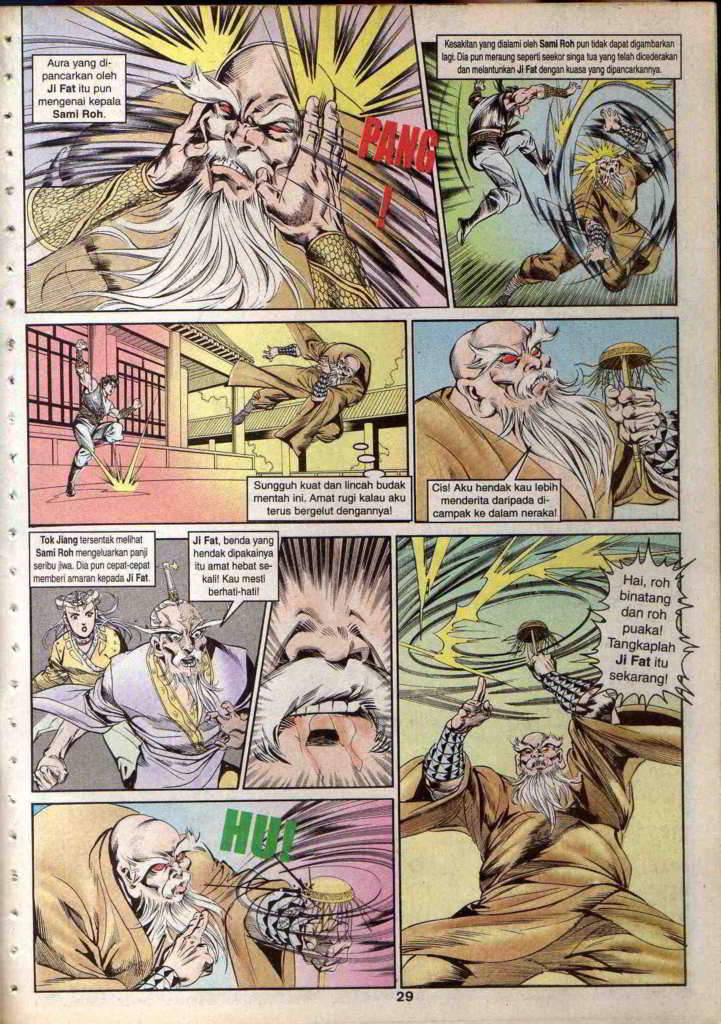 Aura yang di-
pancarkan oleh
Ji Fat itu pun
mengenai kepala
Sami Roh.
PANG
!
Kesakitan yang dialami oleh Sami Roh pun tidak dapat digambarkan
lagi. Dia pun meraung seperti seekor singa tua yang telah dicederakan
dan melantunkan Ji Fat dengan kuasa yang dipancarkannya.
Sungguh kuat dan lincah budak
mentah ini. Amat rugi kalau aku
terus bergelut dengannya!
Cis! Aku hendak kau lebih
menderita daripada di-
campak ke dalam neraka!
Tok Jiang tersentak melihat
Sami Roh mengeluarkan panji
seribu jiwa. Dia pun cepat-cepat
memberi amaran kepada Ji Fat.
Ji Fat, benda yang
hendak dipakainya
itu amat hebat se-
kali! Kau mesti
berhati-hati!
Hai, roh
binatang
dan roh
puaka!
Tangkaplah
Ji Fat itu
sekarang!
HU!
29